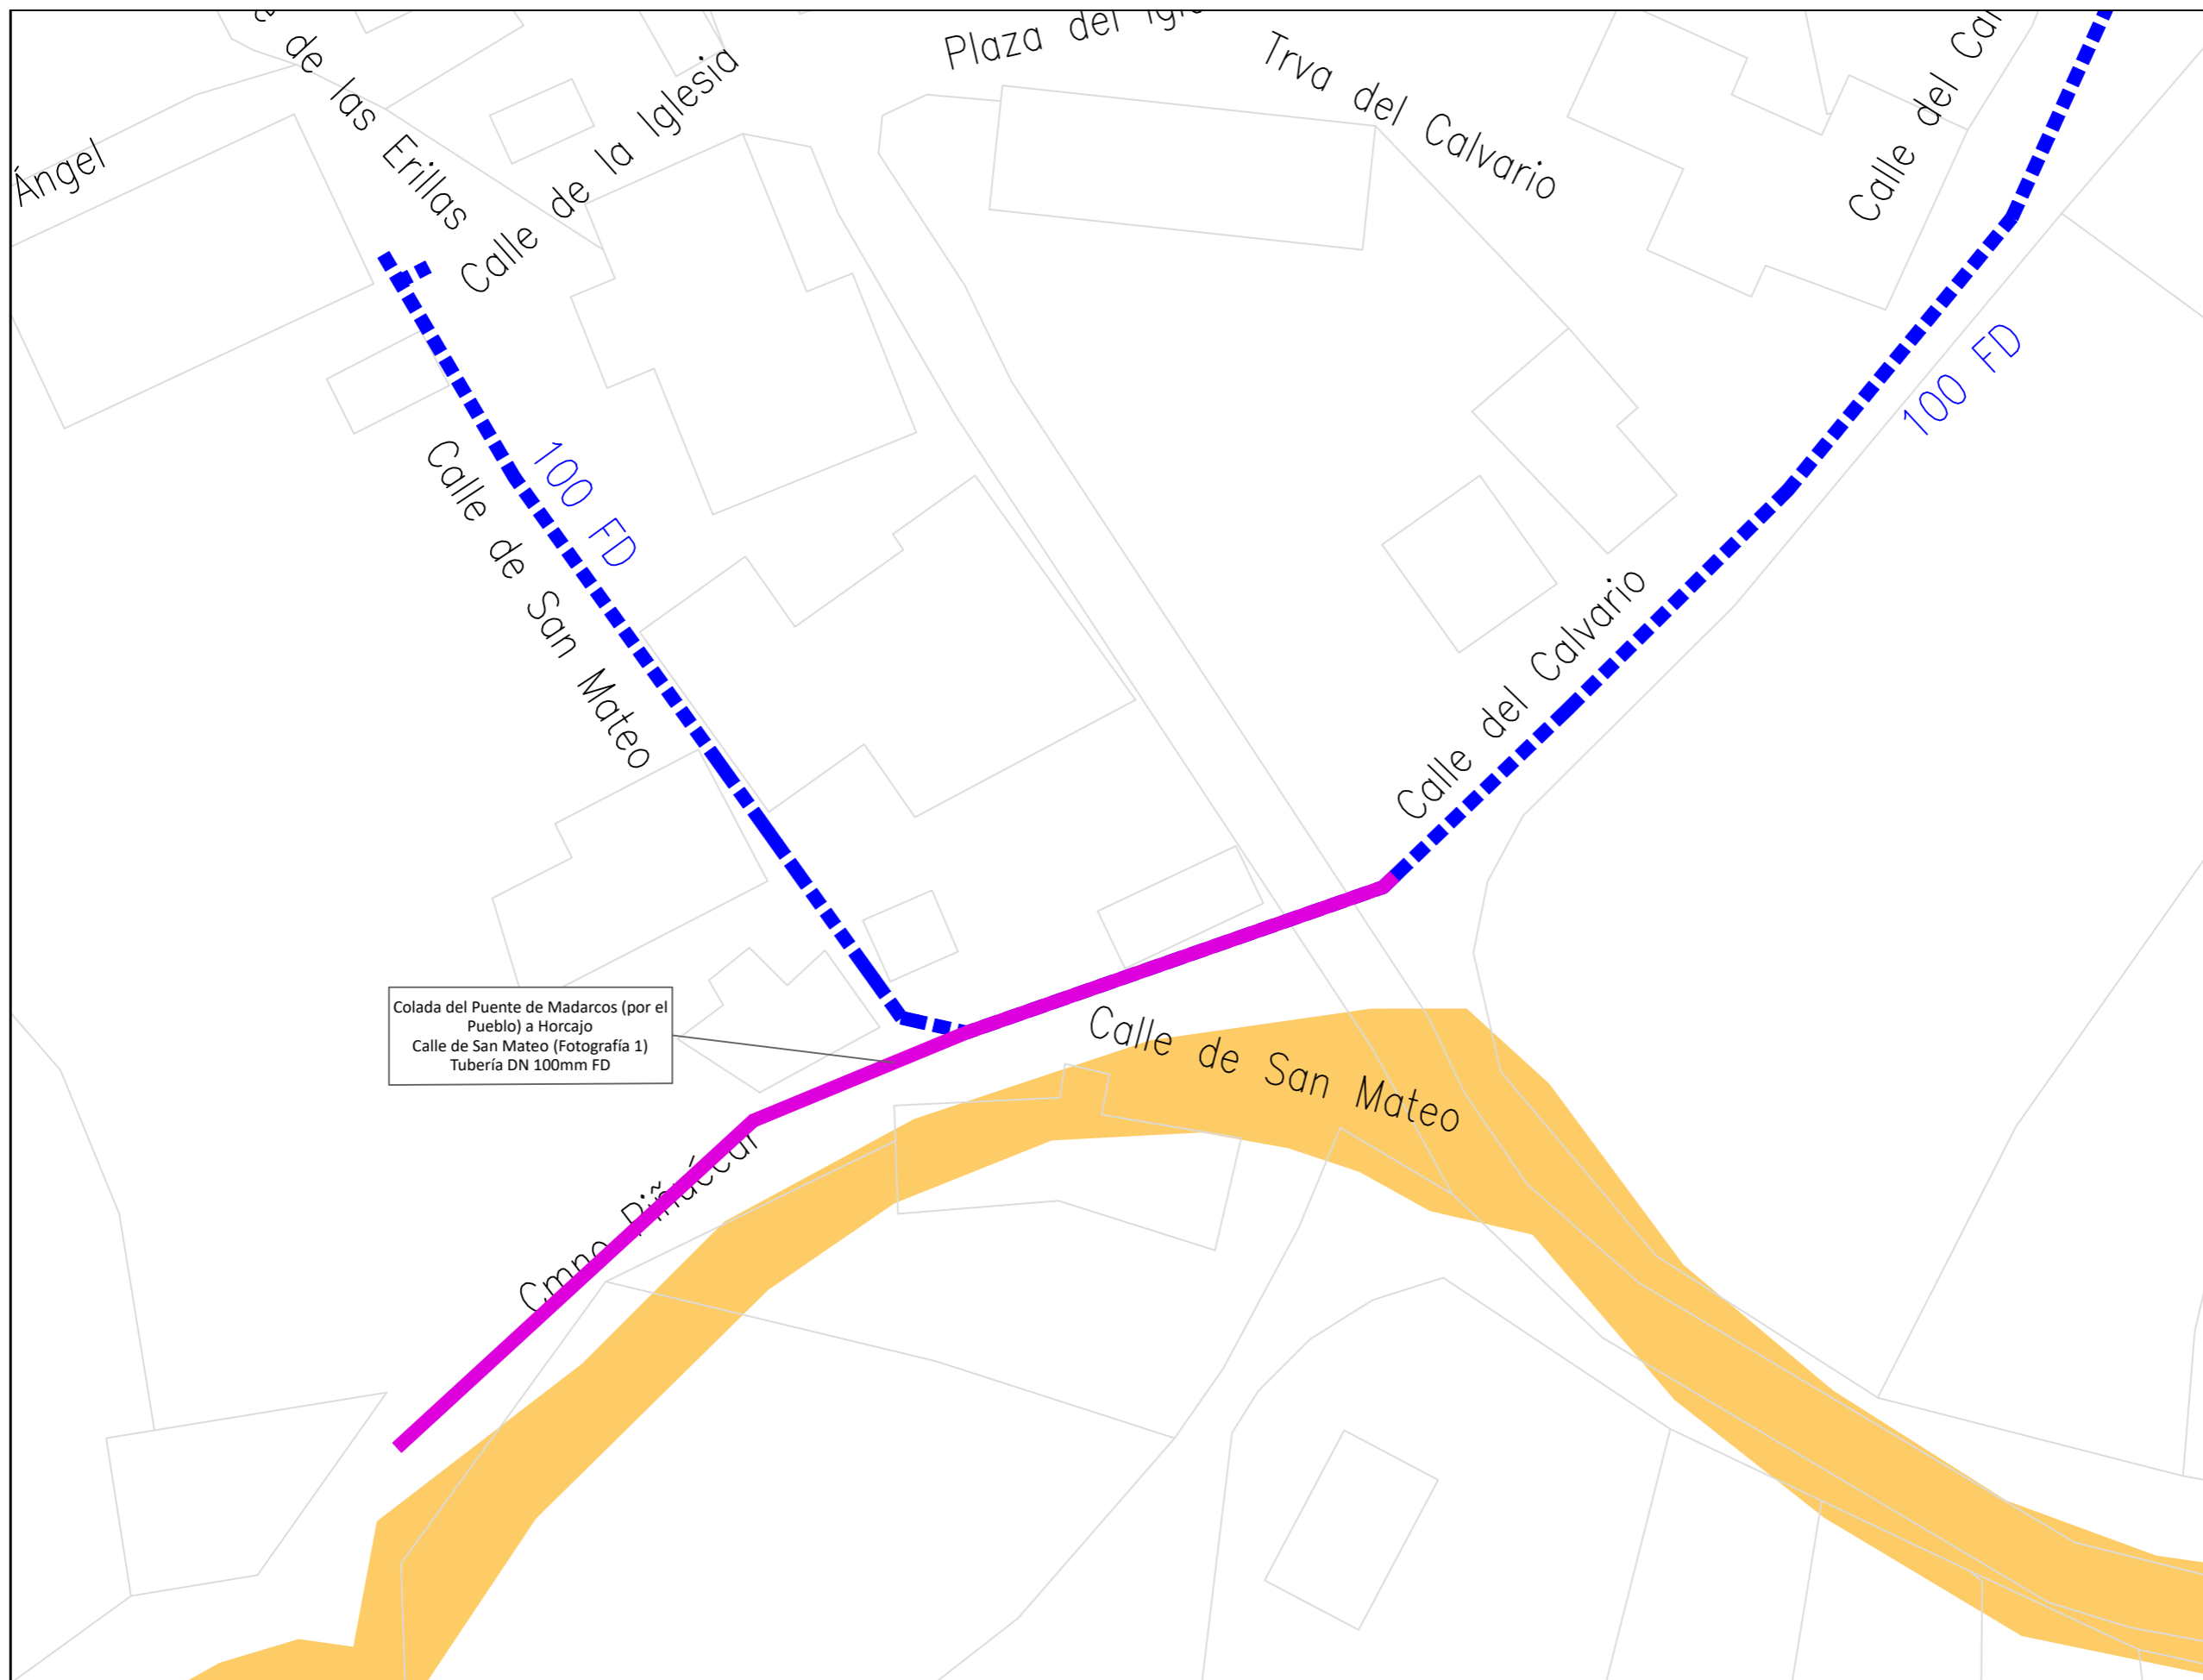 de las Erillas
Calle de la Iglesia
Plaza del
Trva del Calvario
Calle del
Ángel
100 FD
Calle de San Mateo
100 FD
Calle del Calvario
Colada del Puente de Madarcos (por el
Pueblo) a Horcajo
Calle de San Mateo (Fotografía 1)
Tubería DN 100mm FD
Calle de San Mateo
Cmno Piñuécar